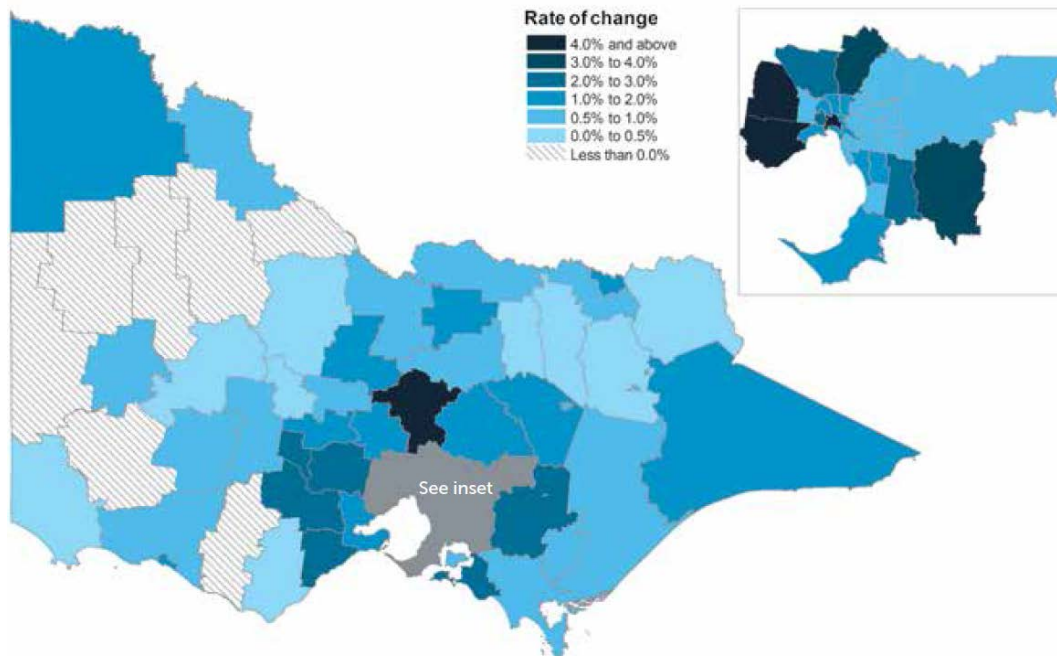 Rate of change
4.0% and above
3.0% to 4.0%
2.0% to 3.0%
1.0% to 2.0%
0.5% to 1.0%
0.0% to 0.5%
Less than 0.0%
See inset